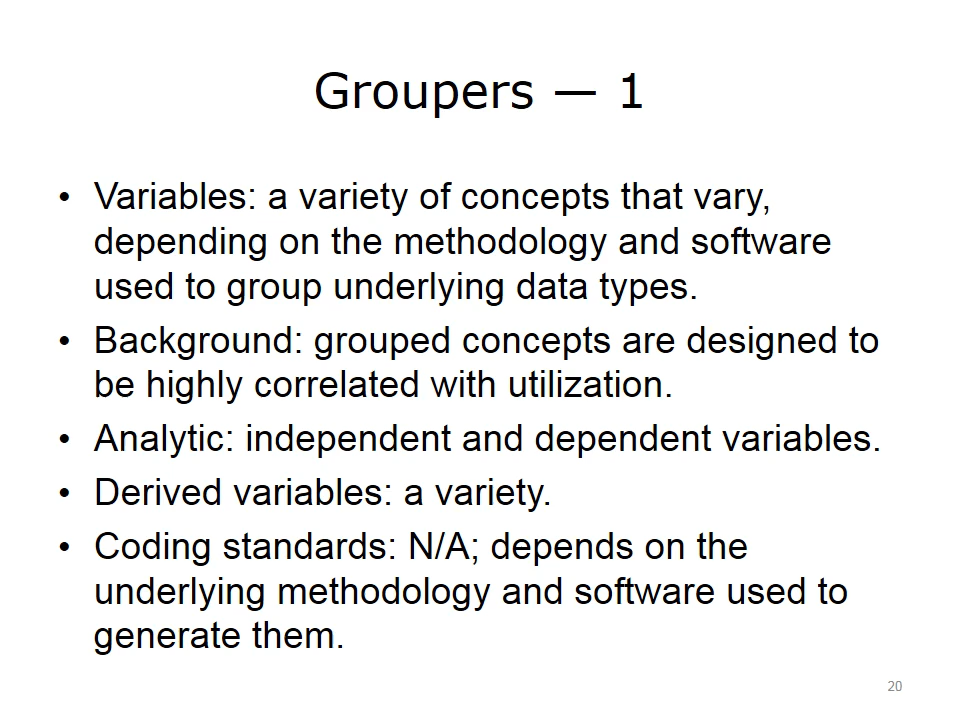 Groupers — 1
• Variables: a variety of concepts that vary,
depending on the methodology and software
used to group underlying data types.
• Background: grouped concepts are designed to
be highly correlated with utilization.
• Analytic: independent and dependent variables.
• Derived variables: a variety.
• Coding standards: N/A; depends on the
underlying methodology and software used to
generate them.
20